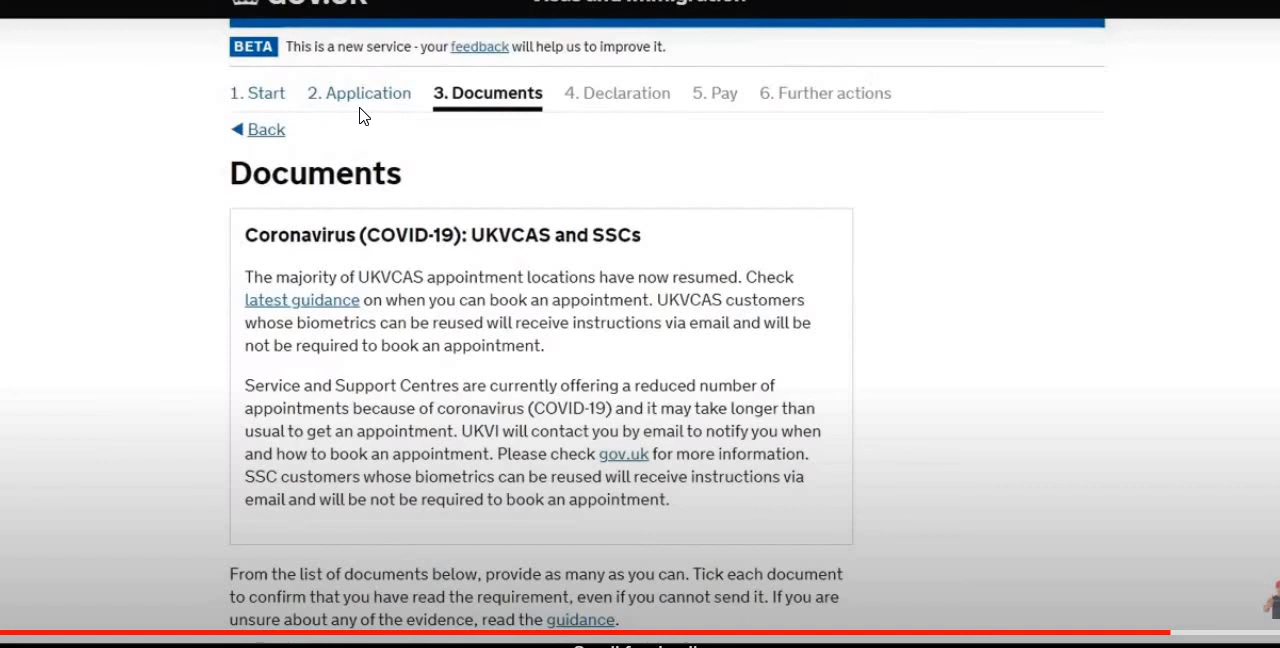 GOV.UK Visas and Immigration
BETA This is a new service - your feedback will help us to improve it.
1. Start 2. Application 3. Documents 4. Declaration 5. Pay 6. Further actions
Back
Documents
Coronavirus (COVID-19): UKVCAS and SSCs
The majority of UKVCAS appointment locations have now resumed. Check
latest guidance on when you can book an appointment. UKVCAS customers
whose biometrics can be reused will receive instructions via email and will be
not be required to book an appointment.
Service and Support Centres are currently offering a reduced number of
appointments because of coronavirus (COVID-19) and it may take longer than
usual to get an appointment. UKVI will contact you by email to notify you when
and how to book an appointment. Please check gov.uk for more information.
SSC customers whose biometrics can be reused will receive instructions via
email and will be not be required to book an appointment.
From the list of documents below, provide as many as you can. Tick each document
to confirm that you have read the requirement, even if you cannot send it. If you are
unsure about any of the evidence, read the guidance.